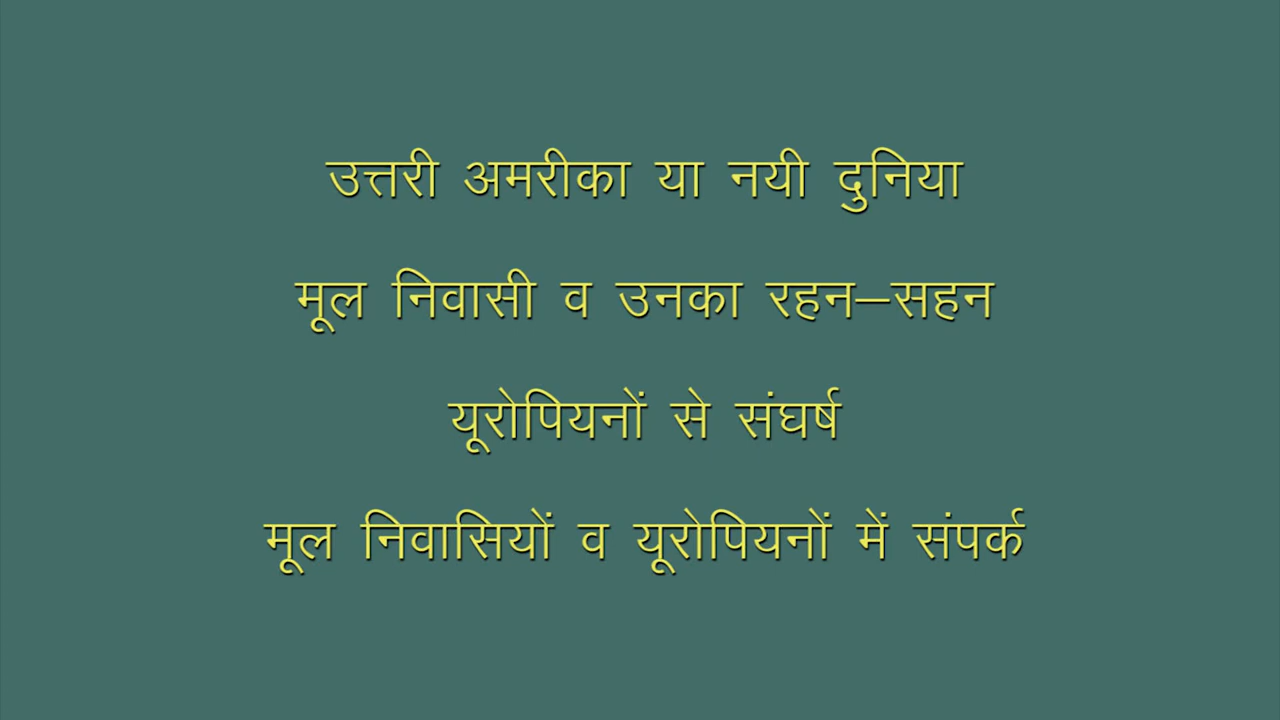 उत्तरी अमरीका या नयी दुनिया
मूल निवासी व उनका रहन–सहन
यूरोपियनों से संघर्ष
मूल निवासियों व यूरोपियनों में संपर्क